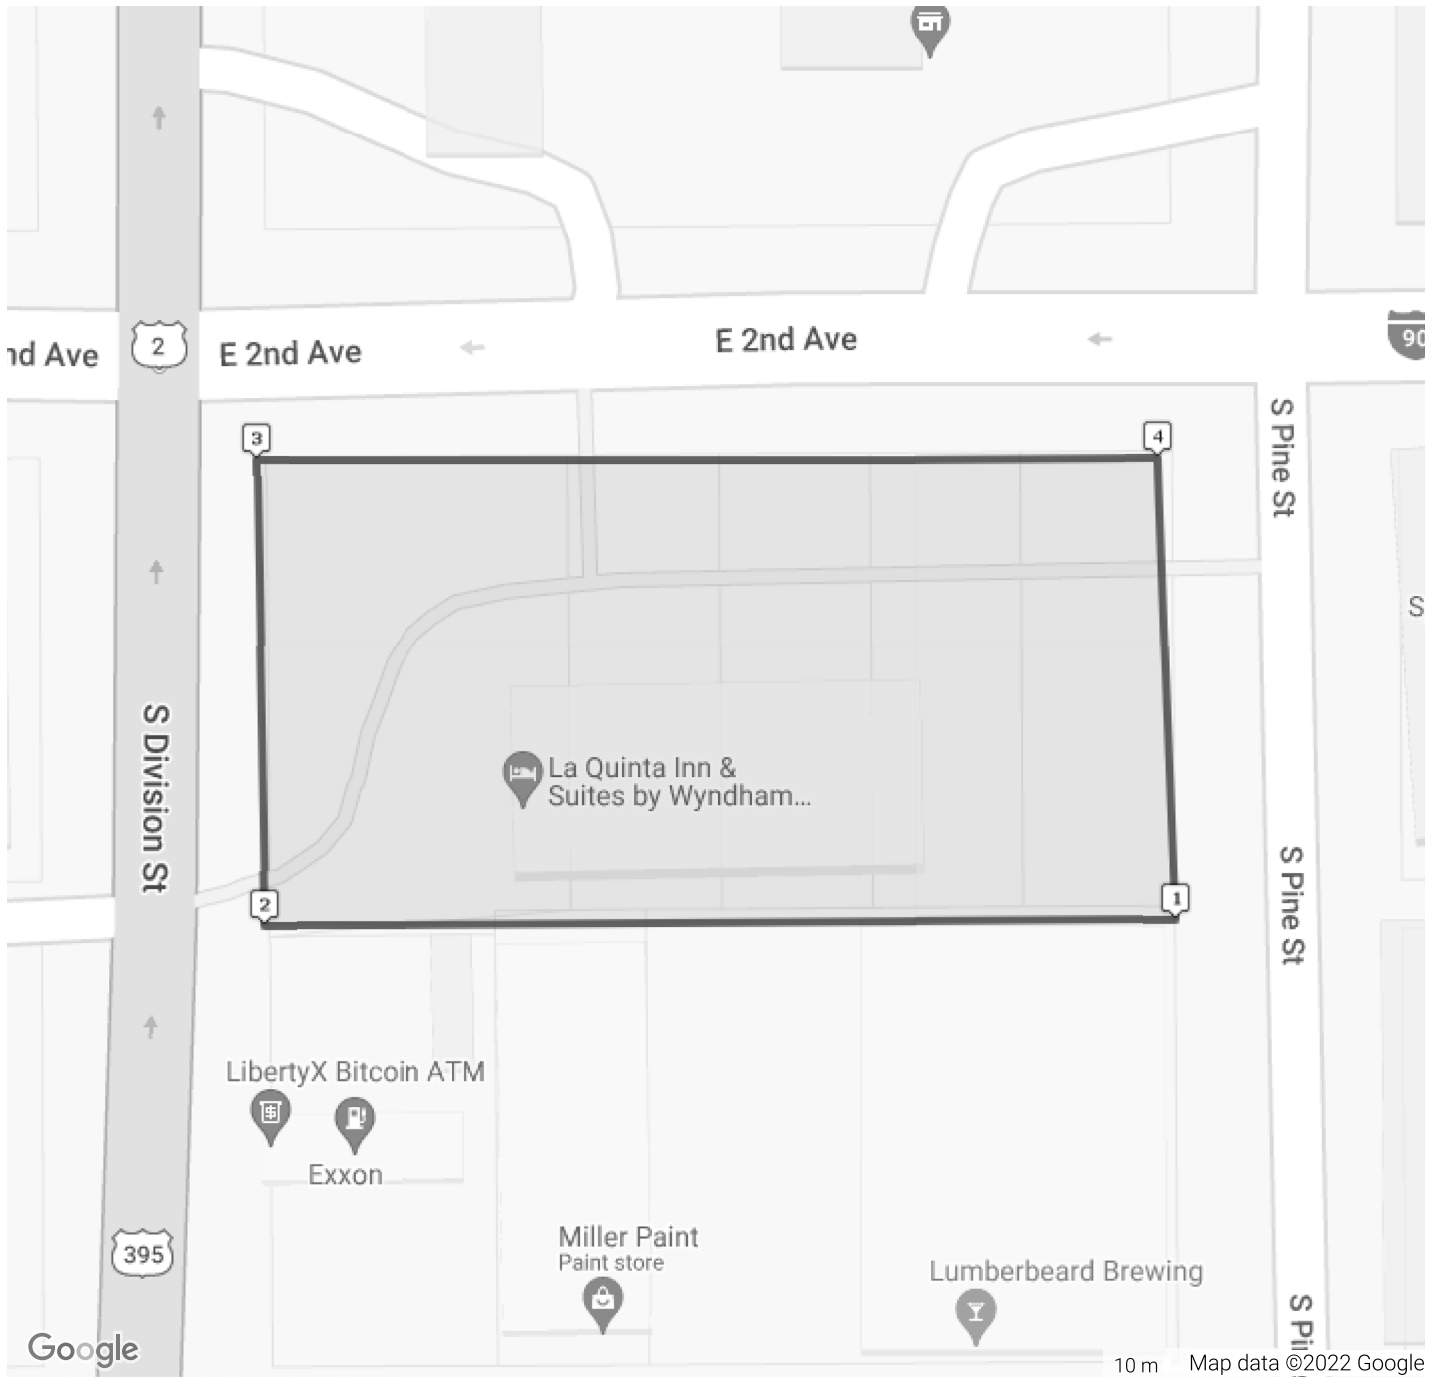 2
nd Ave
E 2nd Ave
E 2nd Ave
90
3
4
S Pine St
S
S Division St
La Quinta Inn &
Suites by Wyndham...
2
1
S Pine St
LibertyX Bitcoin ATM
Exxon
395
Miller Paint
Paint store
Lumberbeard Brewing
S Pi
Google
10 m
Map data ©2022 Google